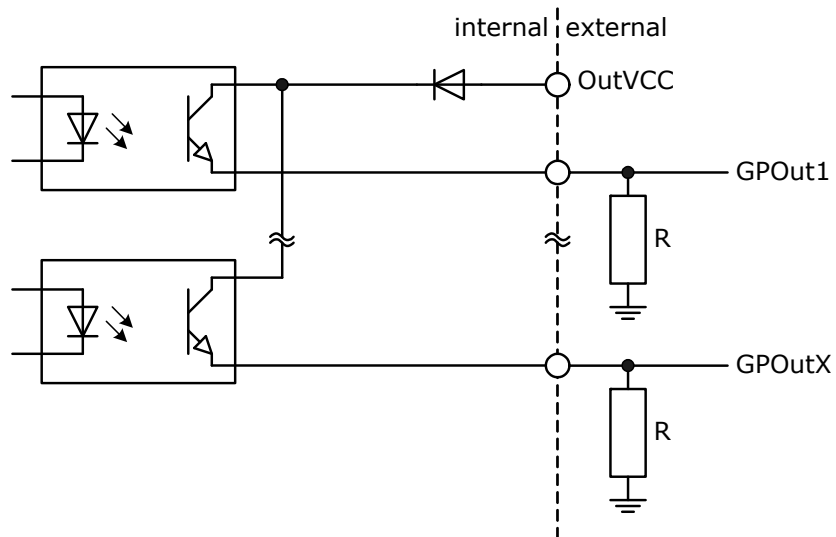 internal external
OutVCC
GPOut1
R
GPOutX
R